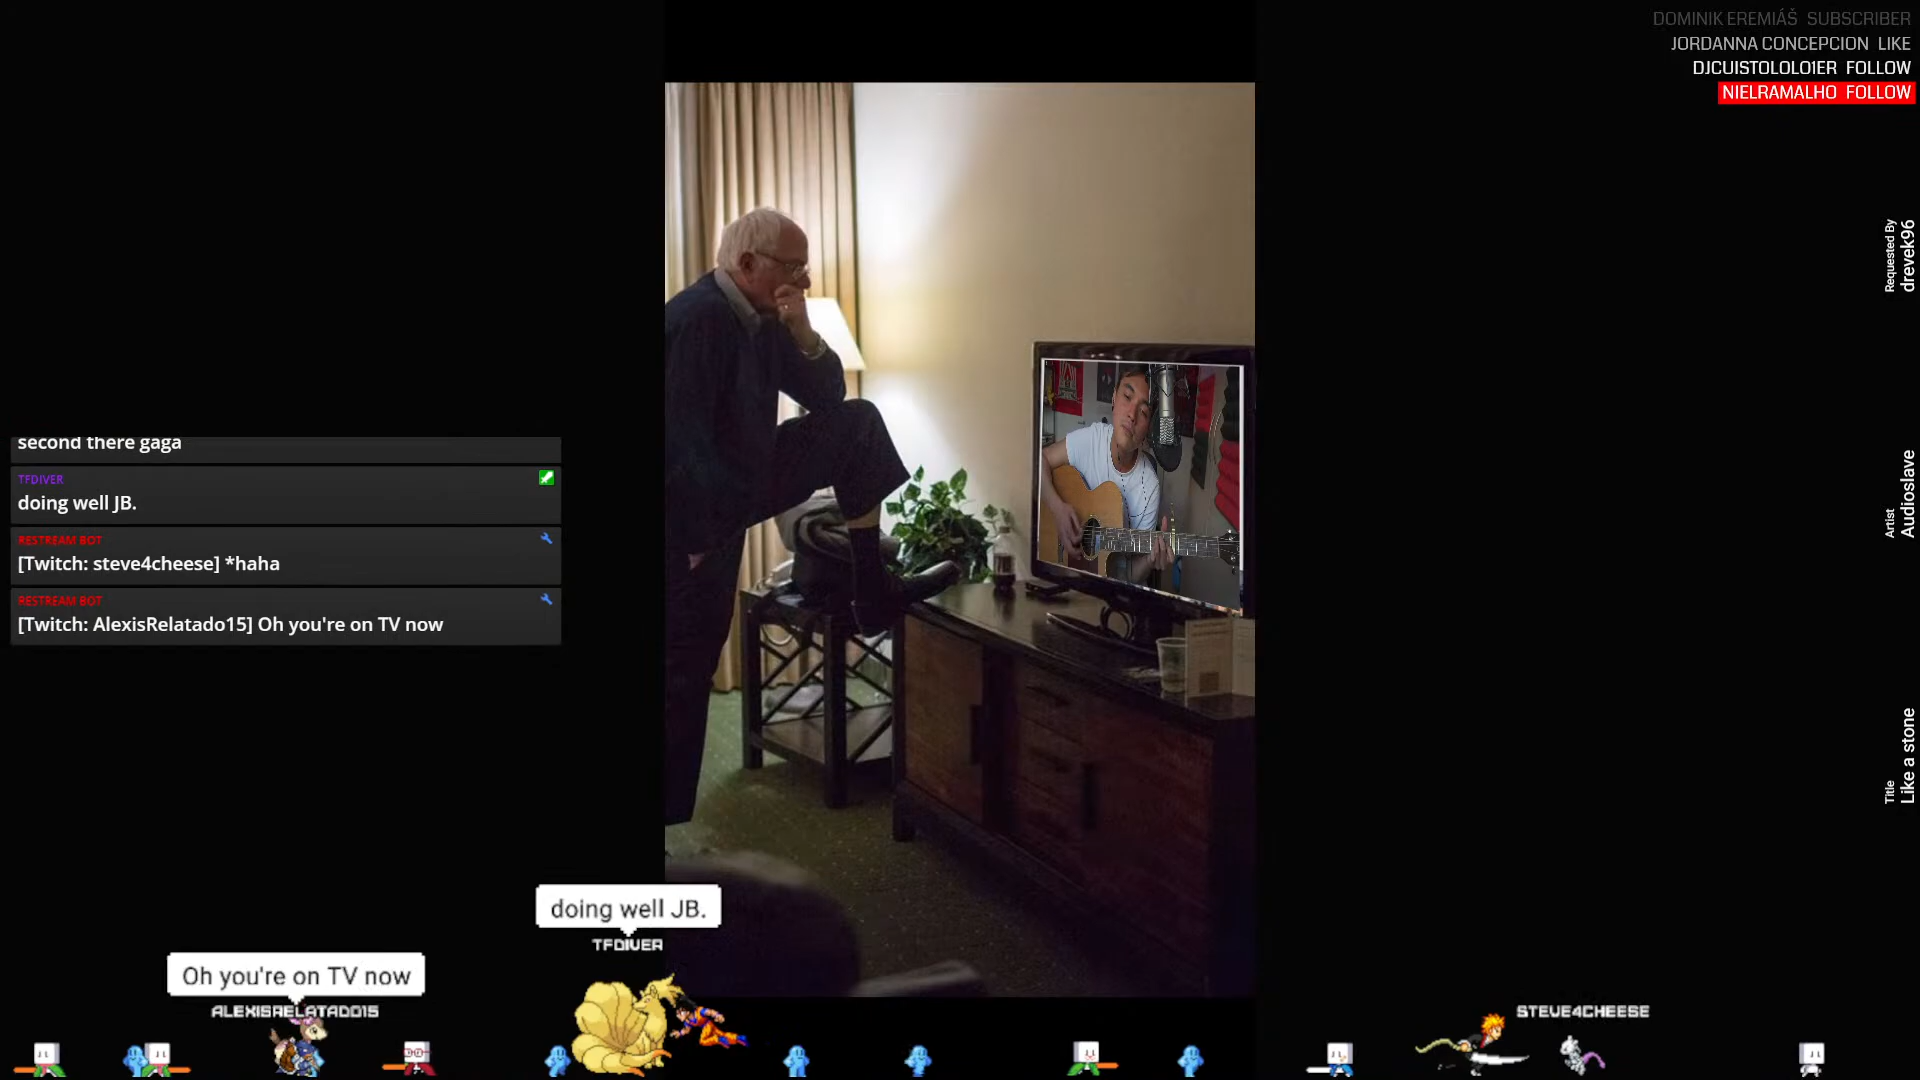 DOMINIK EREMIÁŠ SUBSCRIBER
JORDANNA CONCEPCION LIKE
DJCUISTOLOLO1ER FOLLOW
NIELRAMALHO FOLLOW
Requested By
drevek96
Artist
Audioslave
Title
Like a stone
second there gaga
TFDIVER
doing well JB.
RESTREAM BOT
[Twitch: steve4cheese] *haha
RESTREAM BOT
[Twitch: AlexisRelatado15] Oh you're on TV now
doing well JB.
TFDIVER
Oh you're on TV now
ALEXISRELATADO15
STEVE4CHEESE